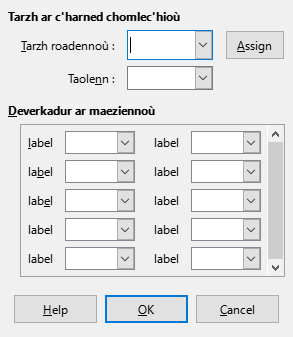 Tarzh ar c'harned chomlec'hioù
Tarzh roadennoù : Assign
Taolenn :
Deverkadur ar maeziennoù
label label
label label
label label
label label
label label
Help OK Cancel